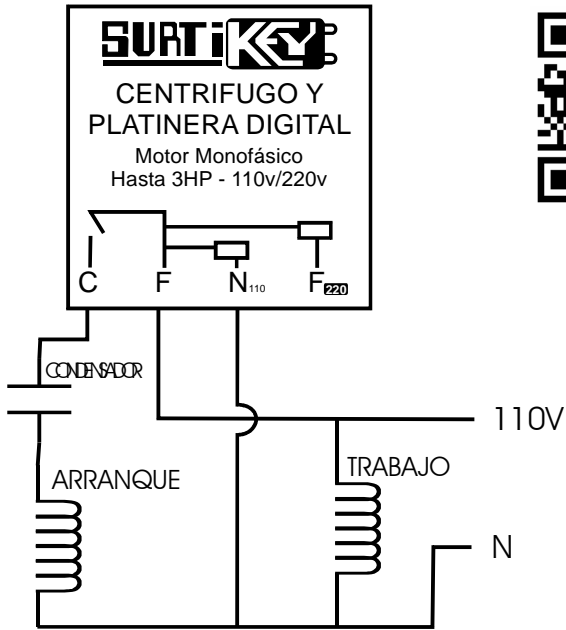 SURTiKEY
CENTRIFUGO Y
PLATINERA DIGITAL
Motor Monofásico
Hasta 3HP - 110v/220v
C F N110 F220
CONDENSADOR
110V
TRABAJO
ARRANQUE
N